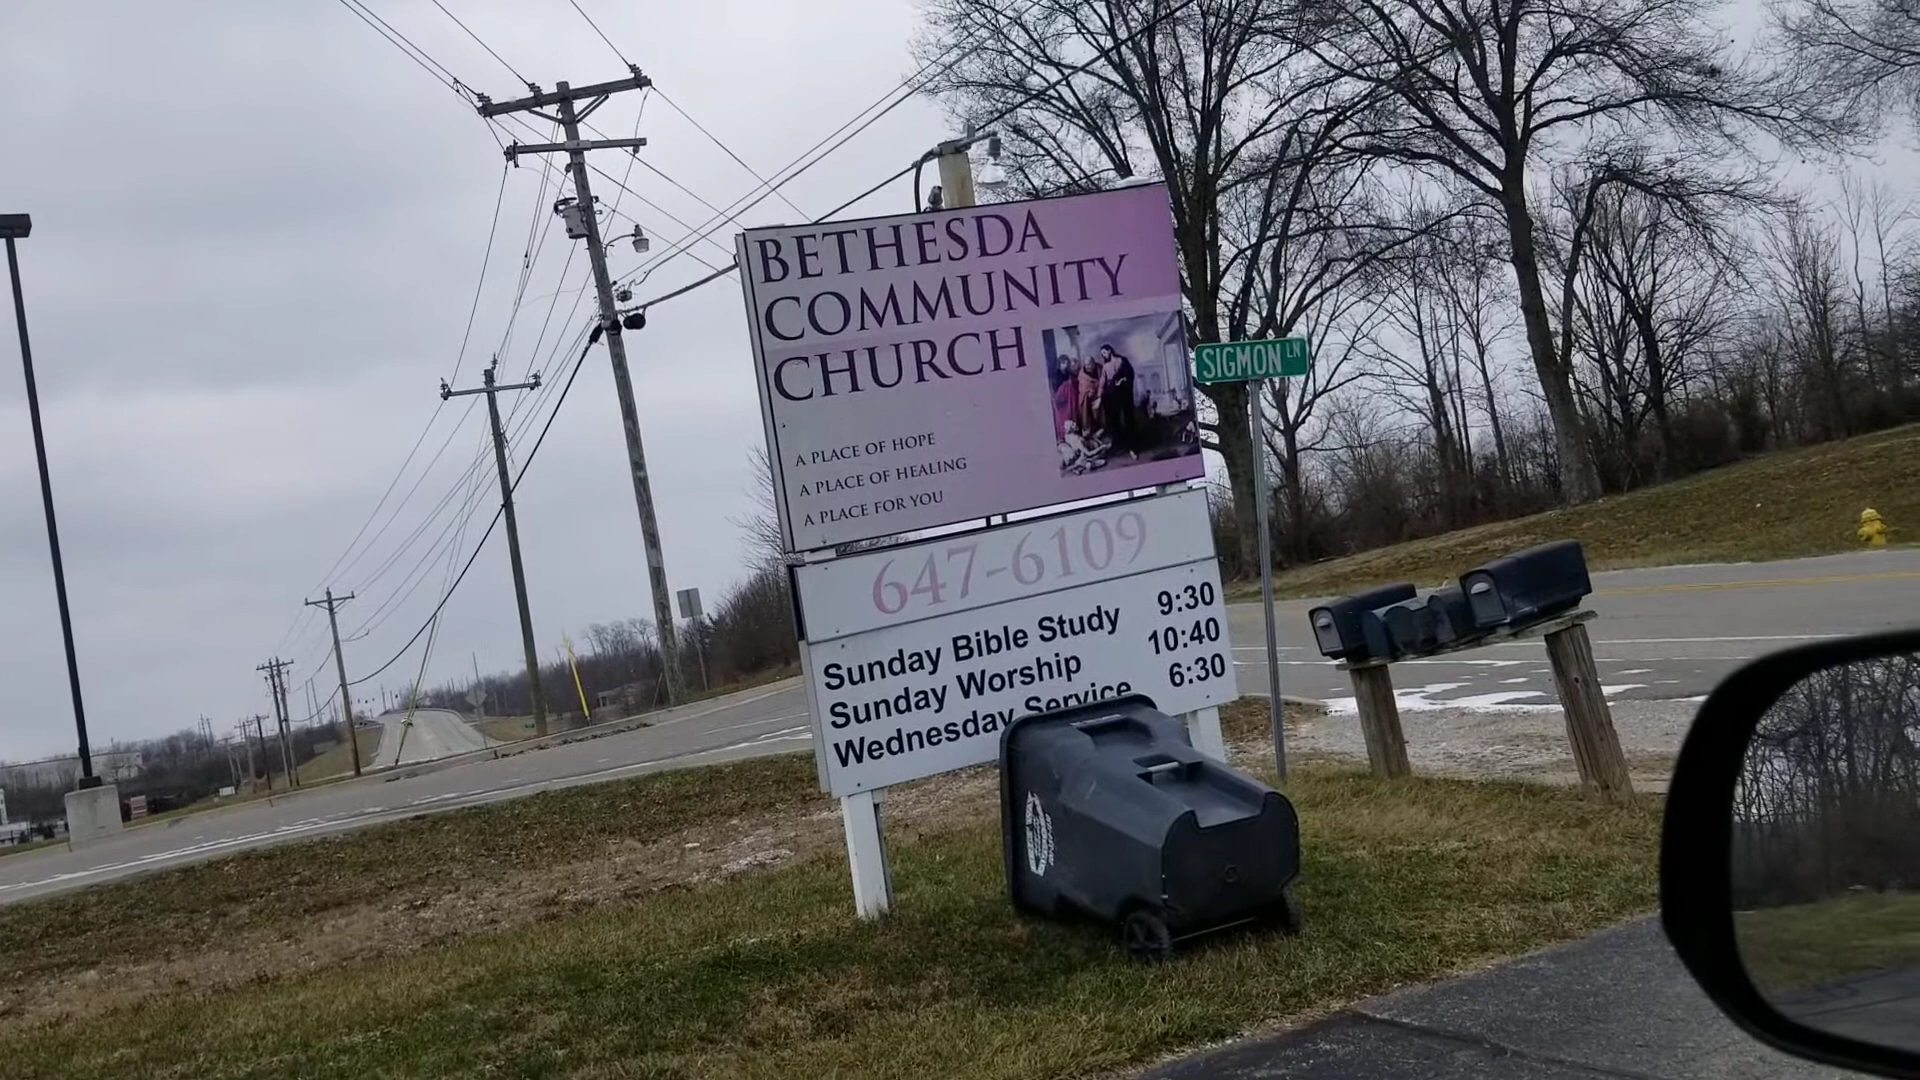 BETHESDA
COMMUNITY
CHURCH
A PLACE OF HOPE
A PLACE OF HEALING
A PLACE FOR YOU
SIGMON LN
647-6109
Sunday Bible Study 9:30
Sunday Worship 10:40
Wednesday Service 6:30